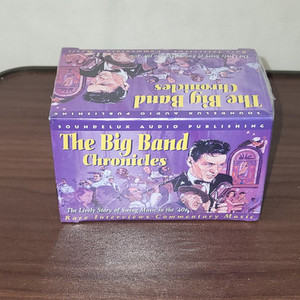 The Big Band
Chronicles
SOUNDELUX AUDIO PUBLISHING
SOUNDELUX AUDIO PUBLISHING
The Big Band
Chronicles
The Lively Story of Swing Music in the '40s
Rare Interviews Commentary Music